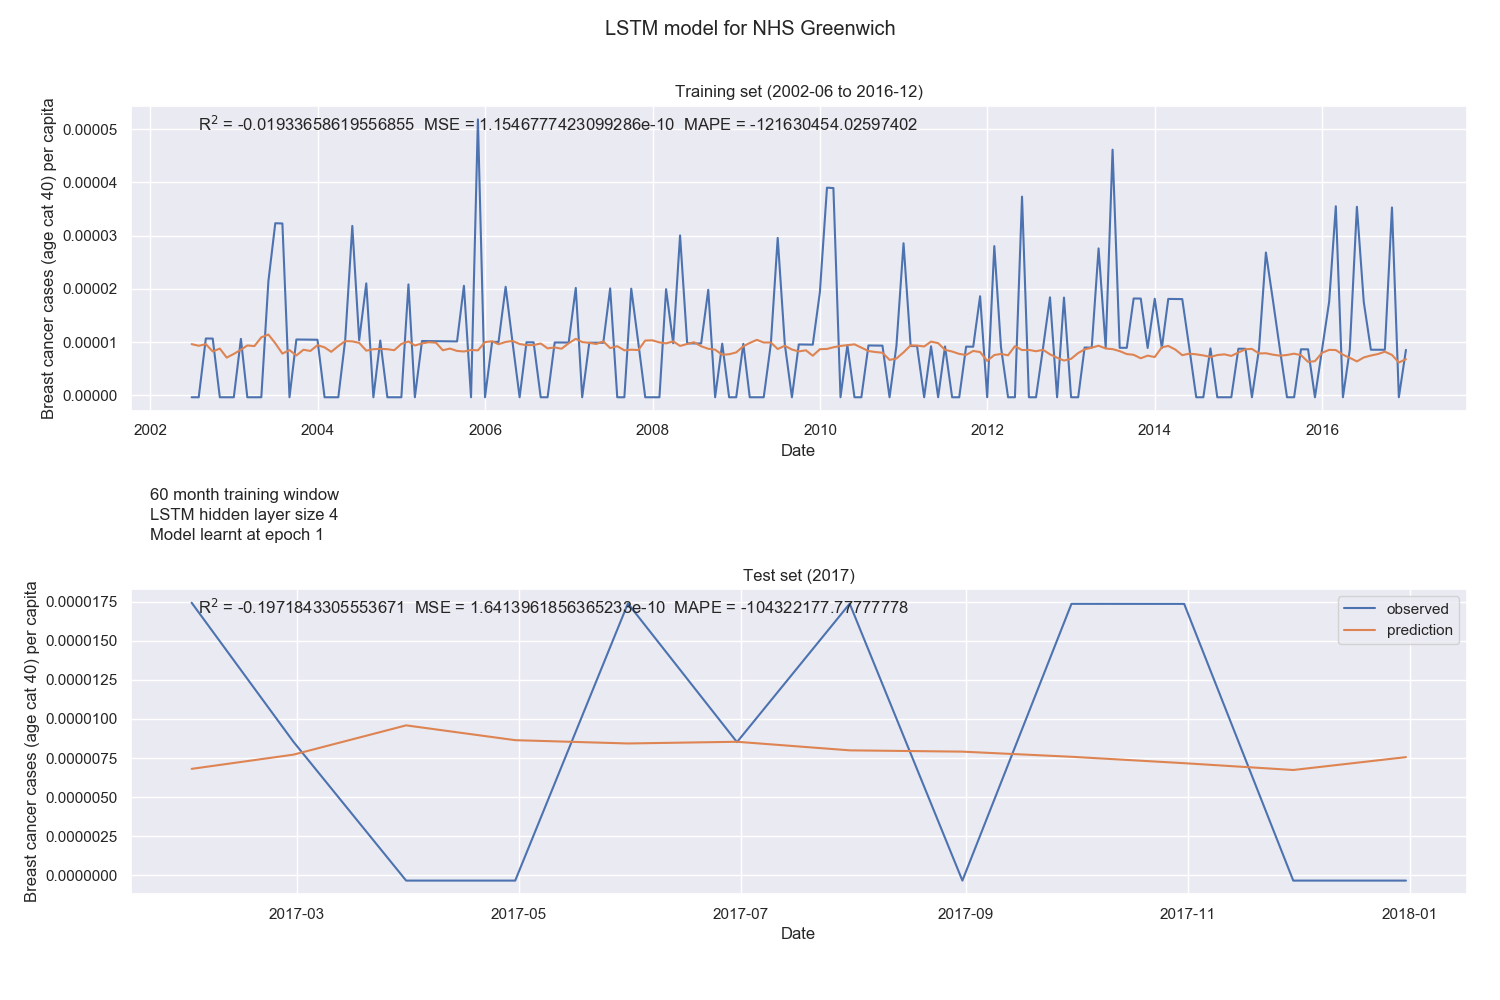 LSTM model for NHS Greenwich
Training set (2002-06 to 2016-12)
R² = -0.01933658619556855 MSE = 1.1546777423099286e-10 MAPE = -121630454.02597402
Breast cancer cases (age cat 40) per capita
0.00005
0.00004
0.00003
0.00002
0.00001
0.00000
2002 2004 2006 2008 2010 2012 2014 2016
Date
60 month training window
LSTM hidden layer size 4
Model learnt at epoch 1
Test set (2017)
R² = -0.1971843305553671 MSE = 1.6413961856365233e-10 MAPE = -104322177.77777778
observed
prediction
Breast cancer cases (age cat 40) per capita
0.0000175
0.0000150
0.0000125
0.0000100
0.0000075
0.0000050
0.0000025
0.0000000
2017-03 2017-05 2017-07 2017-09 2017-11 2018-01
Date